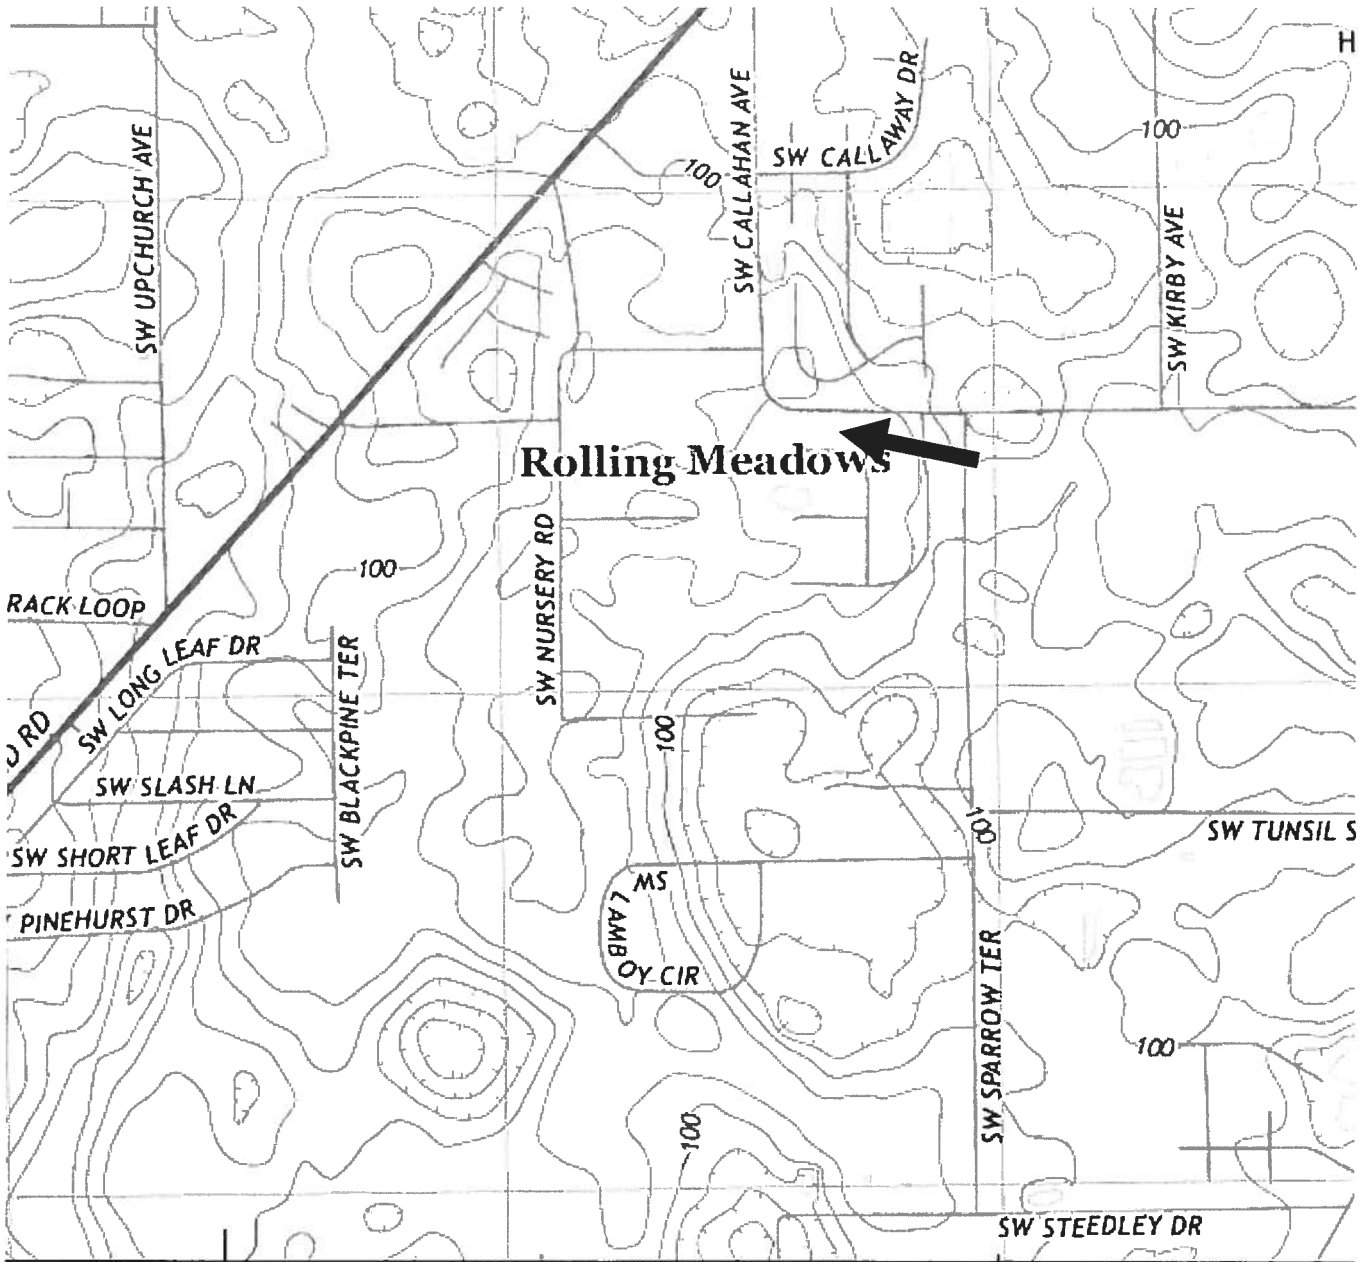 H
SW CALLAHAN AVE
SW CALLAWAY DR
100
100
SW UPCHURCH AVE
SW KIRBY AVE
Rolling Meadows
SW NURSERY RD
100
RACK LOOP
SW LONG LEAF DR
SW BLACKPINE TER
D RD
100
SW SLASH LN
SW SHORT LEAF DR
PINEHURST DR
100
SW TUNSIL S
SW LAMBOY CIR
SW SPARROW TER
100
100
SW STEEDLEY DR